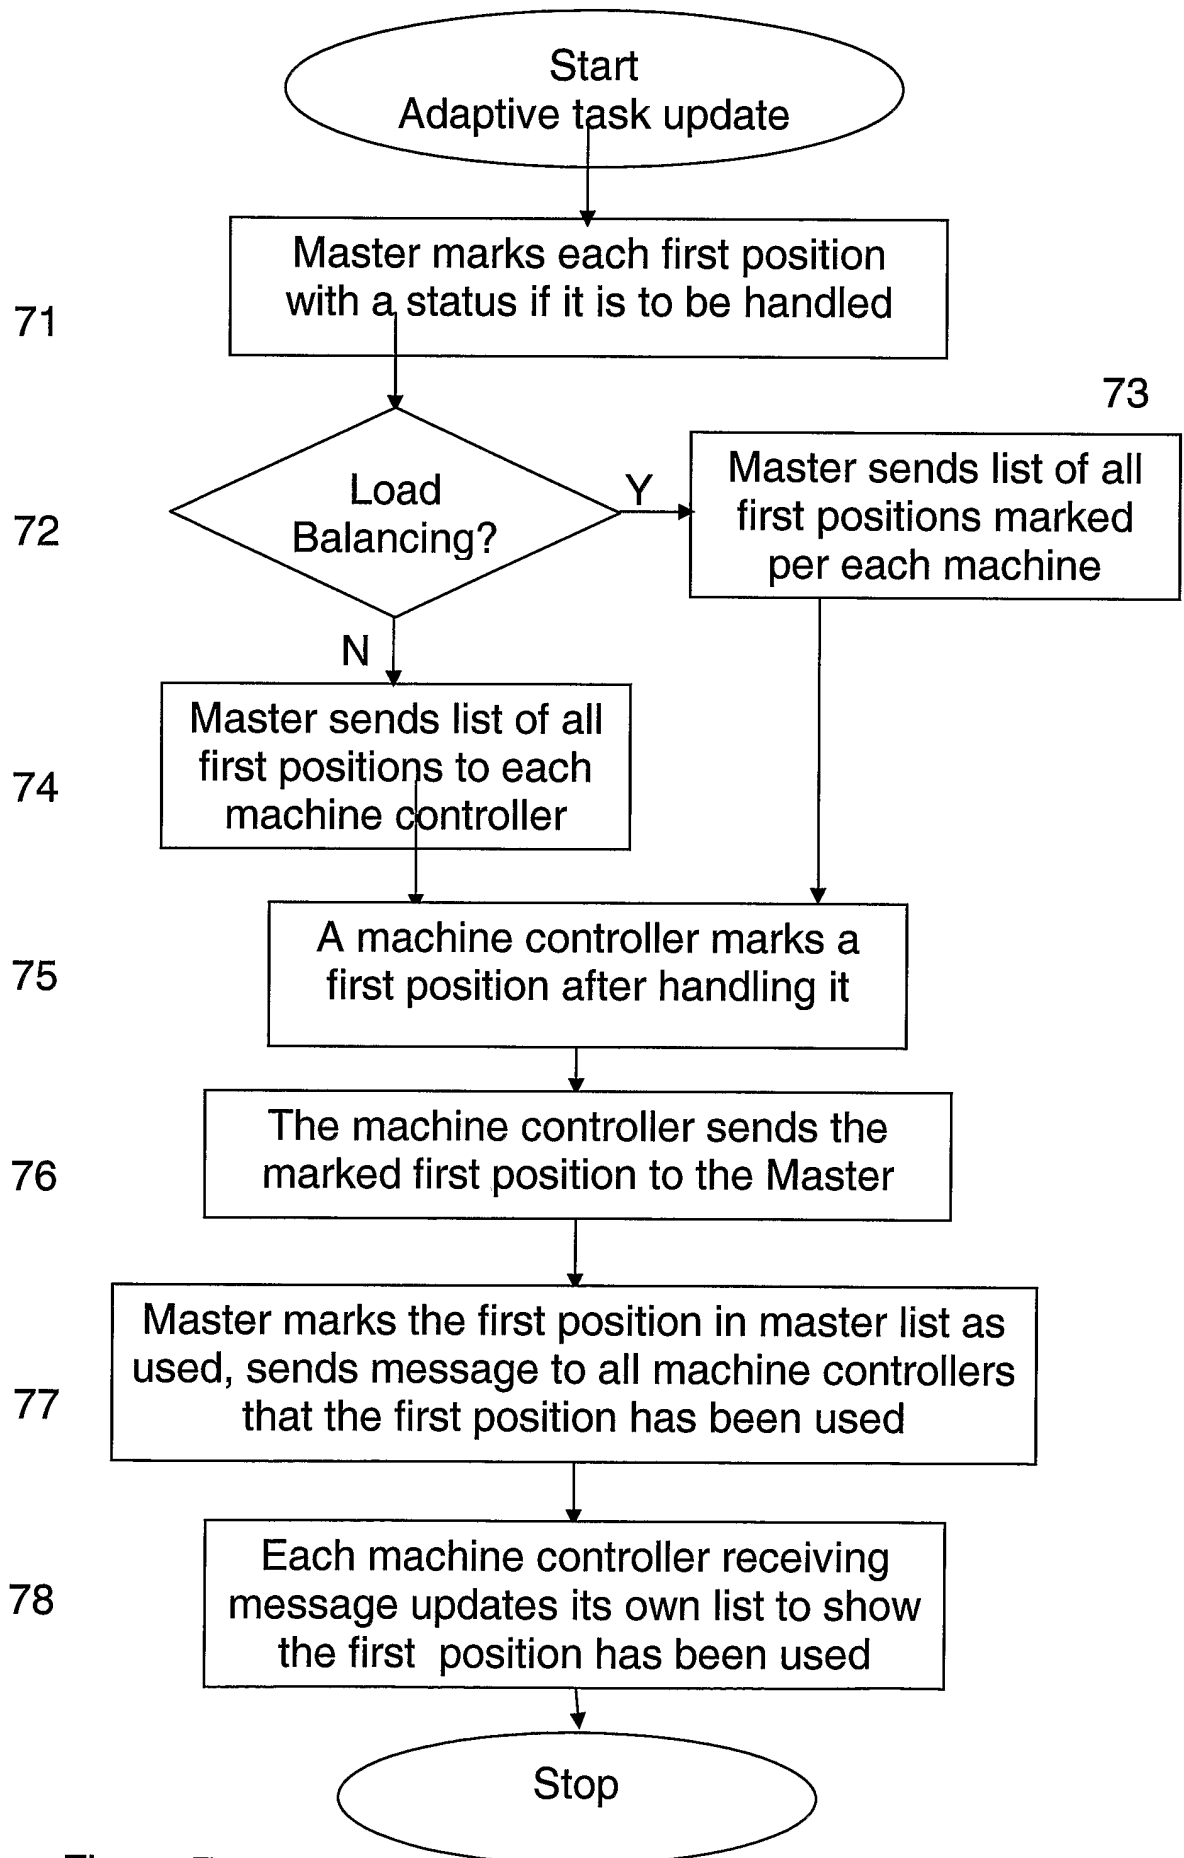 Start
Adaptive task update
Master marks each first position
with a status if it is to be handled
71
73
Load
Balancing?
Y
72
Master sends list of all
first positions marked
per each machine
N
Master sends list of all
first positions to each
machine controller
74
A machine controller marks a
first position after handling it
75
The machine controller sends the
marked first position to the Master
76
Master marks the first position in master list as
used, sends message to all machine controllers
that the first position has been used
77
Each machine controller receiving
message updates its own list to show
the first position has been used
78
Stop